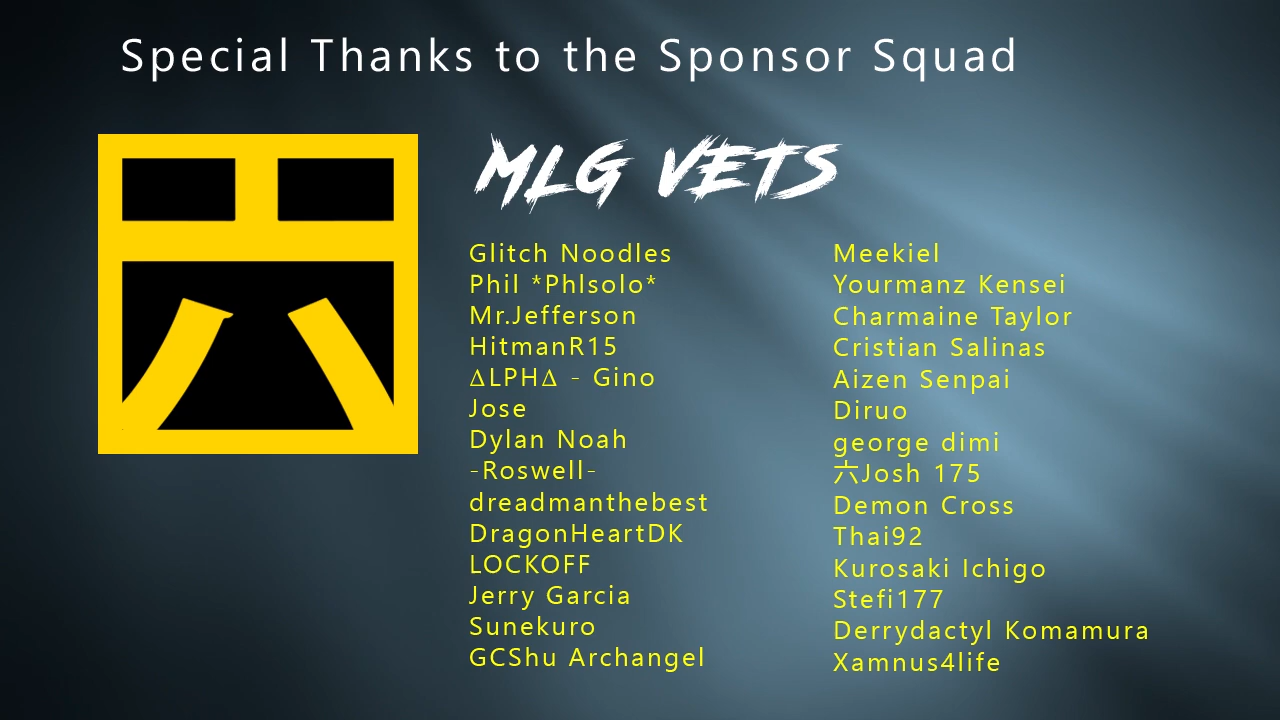 Special Thanks to the Sponsor Squad
六
MLG VETS
Glitch Noodles
Phil *Phlsolo*
Mr.Jefferson
HitmanR15
ΔLPHΔ - Gino
Jose
Dylan Noah
-Roswell-
dreadmanthebest
DragonHeartDK
LOCKOFF
Jerry Garcia
Sunekuro
GCShu Archangel
Meekiel
Yourmanz Kensei
Charmaine Taylor
Cristian Salinas
Aizen Senpai
Diruo
george dimi
六Josh 175
Demon Cross
Thai92
Kurosaki Ichigo
Stefi177
Derrydactyl Komamura
Xamnus4life